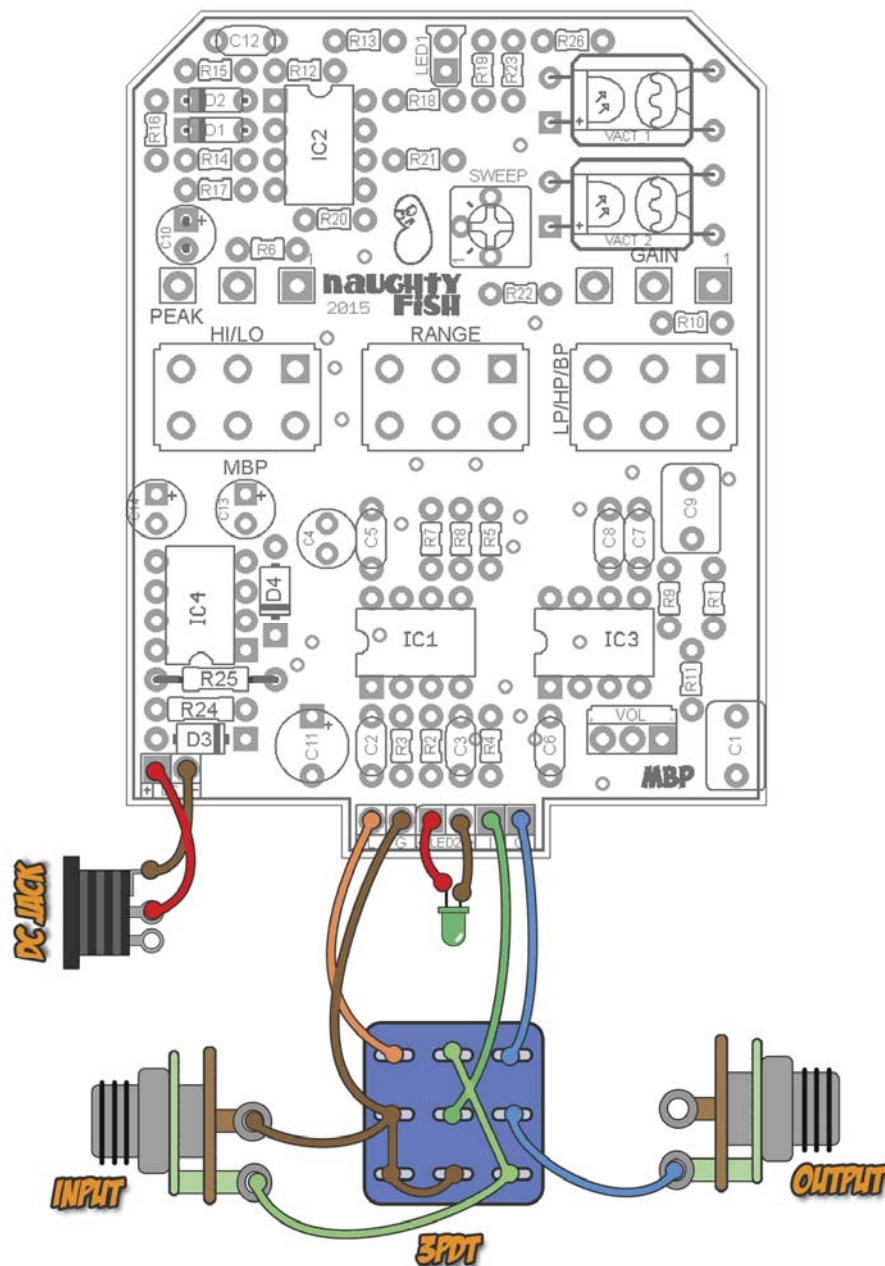 C12
R13
LED1
R19
R23
R26
R15
R12
D2
R18
VACT 1
R16
D1
IC2
R14
R21
SWEEP
R17
C10
+
R20
1
VACT 2
R6
GAIN
1
1
PEAK
naUGHTY
FiSH
2015
R22
R10
HI/LO
RANGE
LP/HP/BP
MBP
C14
C13
C4
C5
R7
R8
R5
C8
C7
C9
IC4
D4
IC1
IC3
R9
R1
R25
R11
R24
VOL
D3
C11
C2
R3
R2
C3
R4
C6
MBP
C1
+
-
L
G
LED2
I
O
DC JACK
INPUT
OUTPUT
3PDT